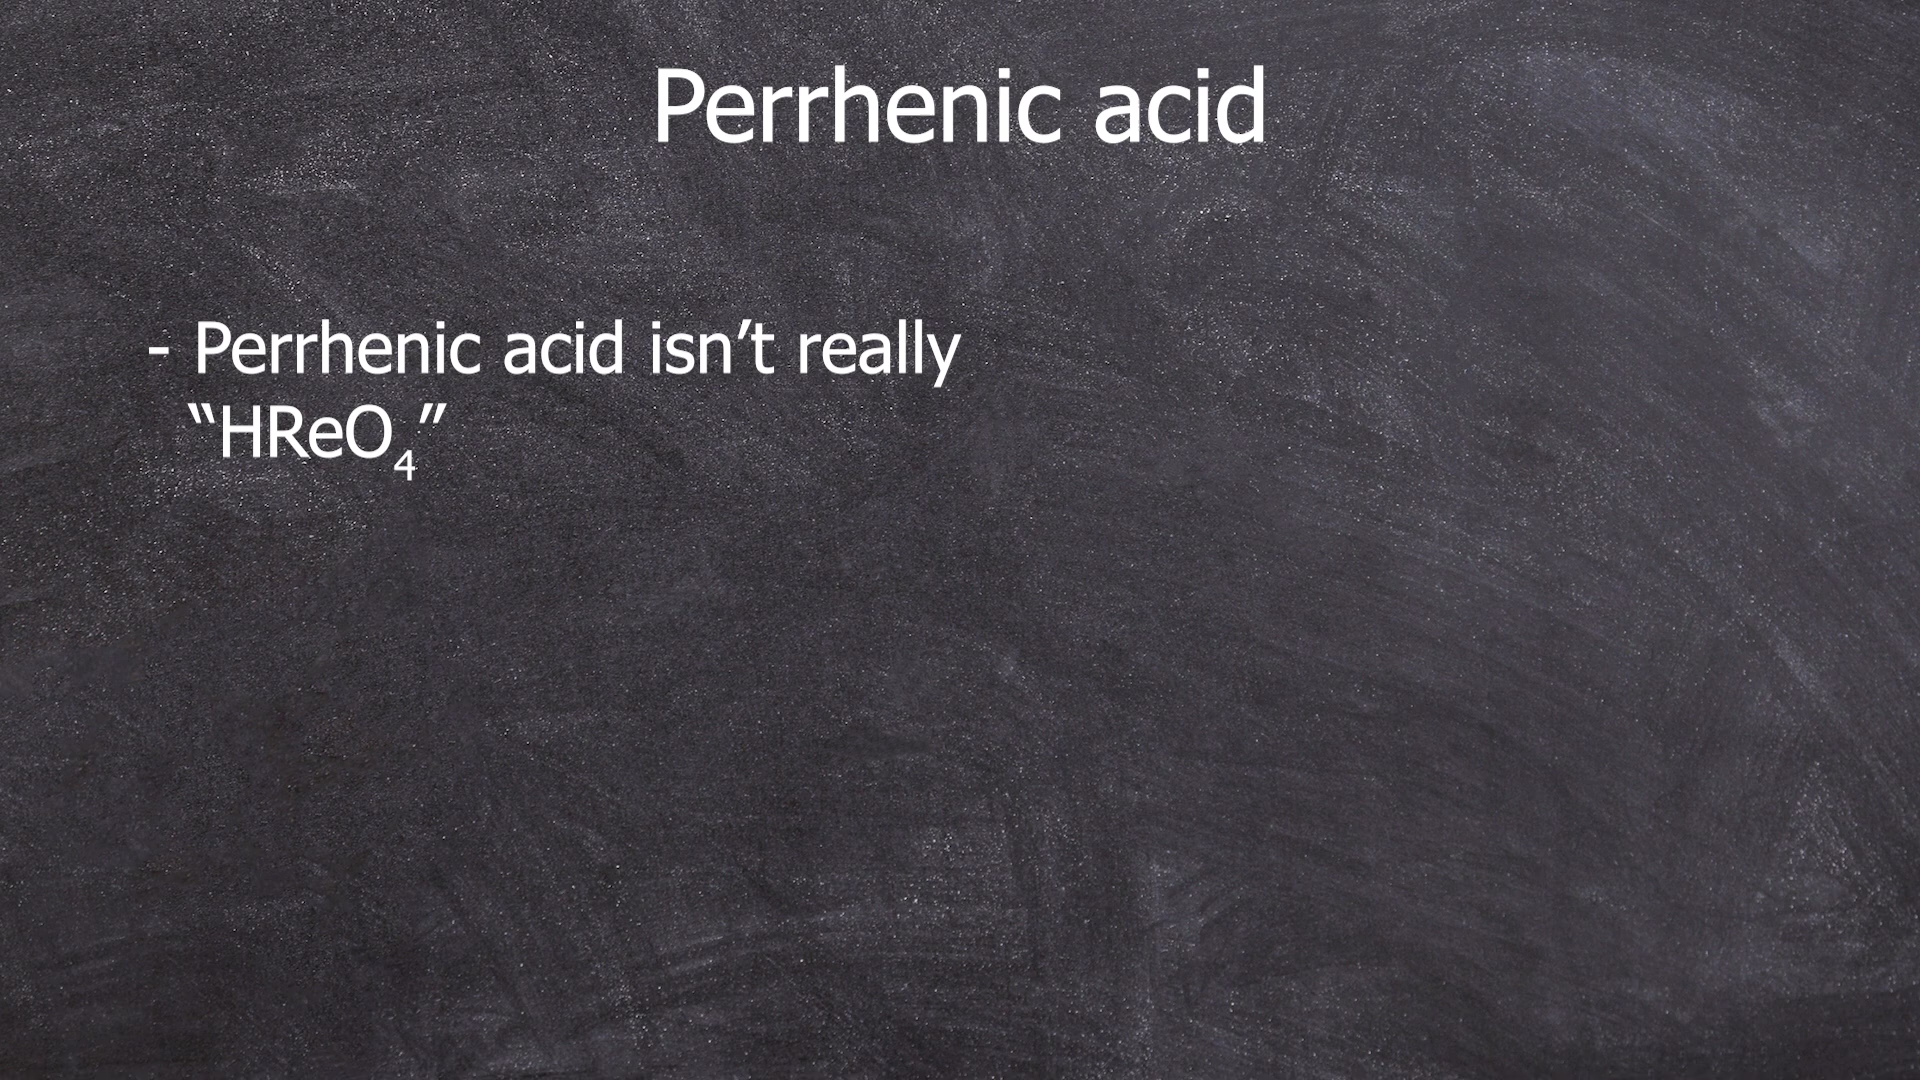 Perrhenic acid
- Perrhenic acid isn’t really
“HReO₄”